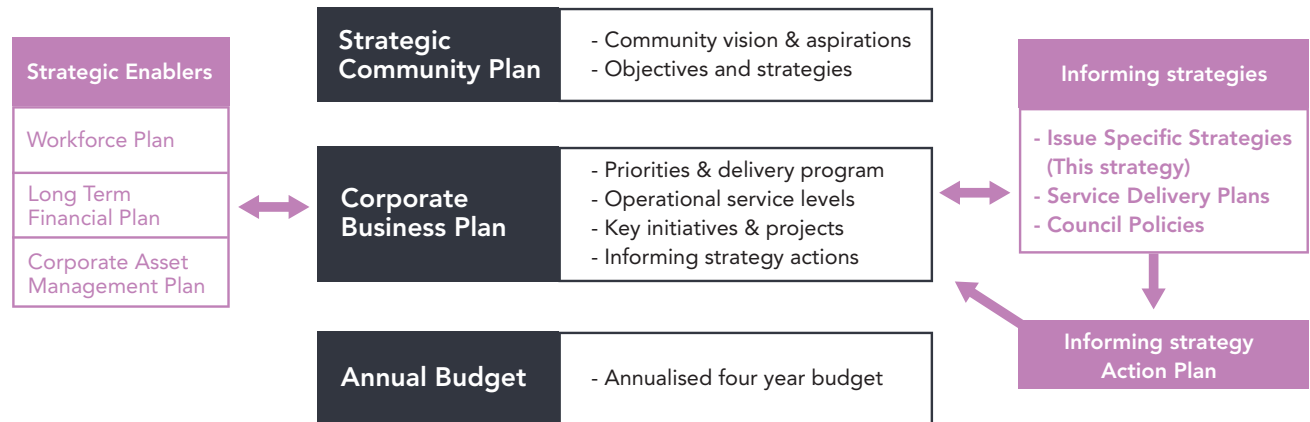 Strategic Enablers
Workforce Plan
Long Term
Financial Plan
Corporate Asset
Management Plan
Strategic
Community Plan
- Community vision & aspirations
- Objectives and strategies
Corporate
Business Plan
- Priorities & delivery program
- Operational service levels
- Key initiatives & projects
- Informing strategy actions
Annual Budget
- Annualised four year budget
Informing strategies
- Issue Specific Strategies
(This strategy)
- Service Delivery Plans
- Council Policies
Informing strategy
Action Plan